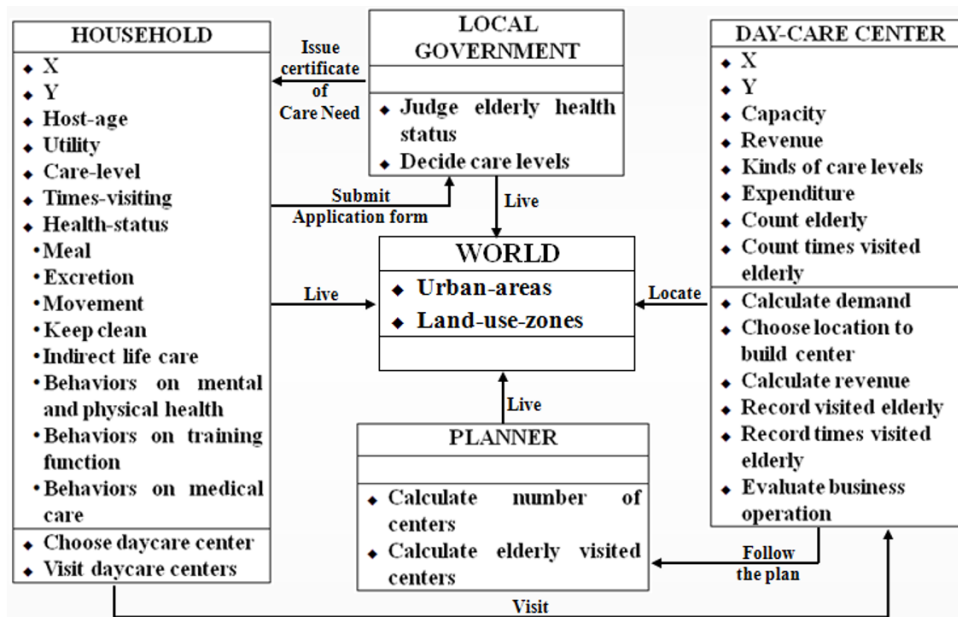 HOUSEHOLD
◆ X
◆ Y
◆ Host-age
◆ Utility
◆ Care-level
◆ Times-visiting
◆ Health-status
• Meal
• Excretion
• Movement
• Keep clean
• Indirect life care
• Behaviors on mental
and physical health
• Behaviors on training
function
• Behaviors on medical
care
◆ Choose daycare center
◆ Visit daycare centers
Issue
certificate
of
Care Need
LOCAL
GOVERNMENT
◆ Judge elderly health
status
◆ Decide care levels
Submit
Application form
Live
WORLD
◆ Urban-areas
◆ Land-use-zones
Live
Locate
Live
PLANNER
◆ Calculate number of
centers
◆ Calculate elderly visited
centers
DAY-CARE CENTER
◆ X
◆ Y
◆ Capacity
◆ Revenue
◆ Kinds of care levels
◆ Expenditure
◆ Count elderly
◆ Count times visited
elderly
◆ Calculate demand
◆ Choose location to
build center
◆ Calculate revenue
◆ Record visited elderly
◆ Record times visited
elderly
◆ Evaluate business
operation
Follow
the plan
Visit